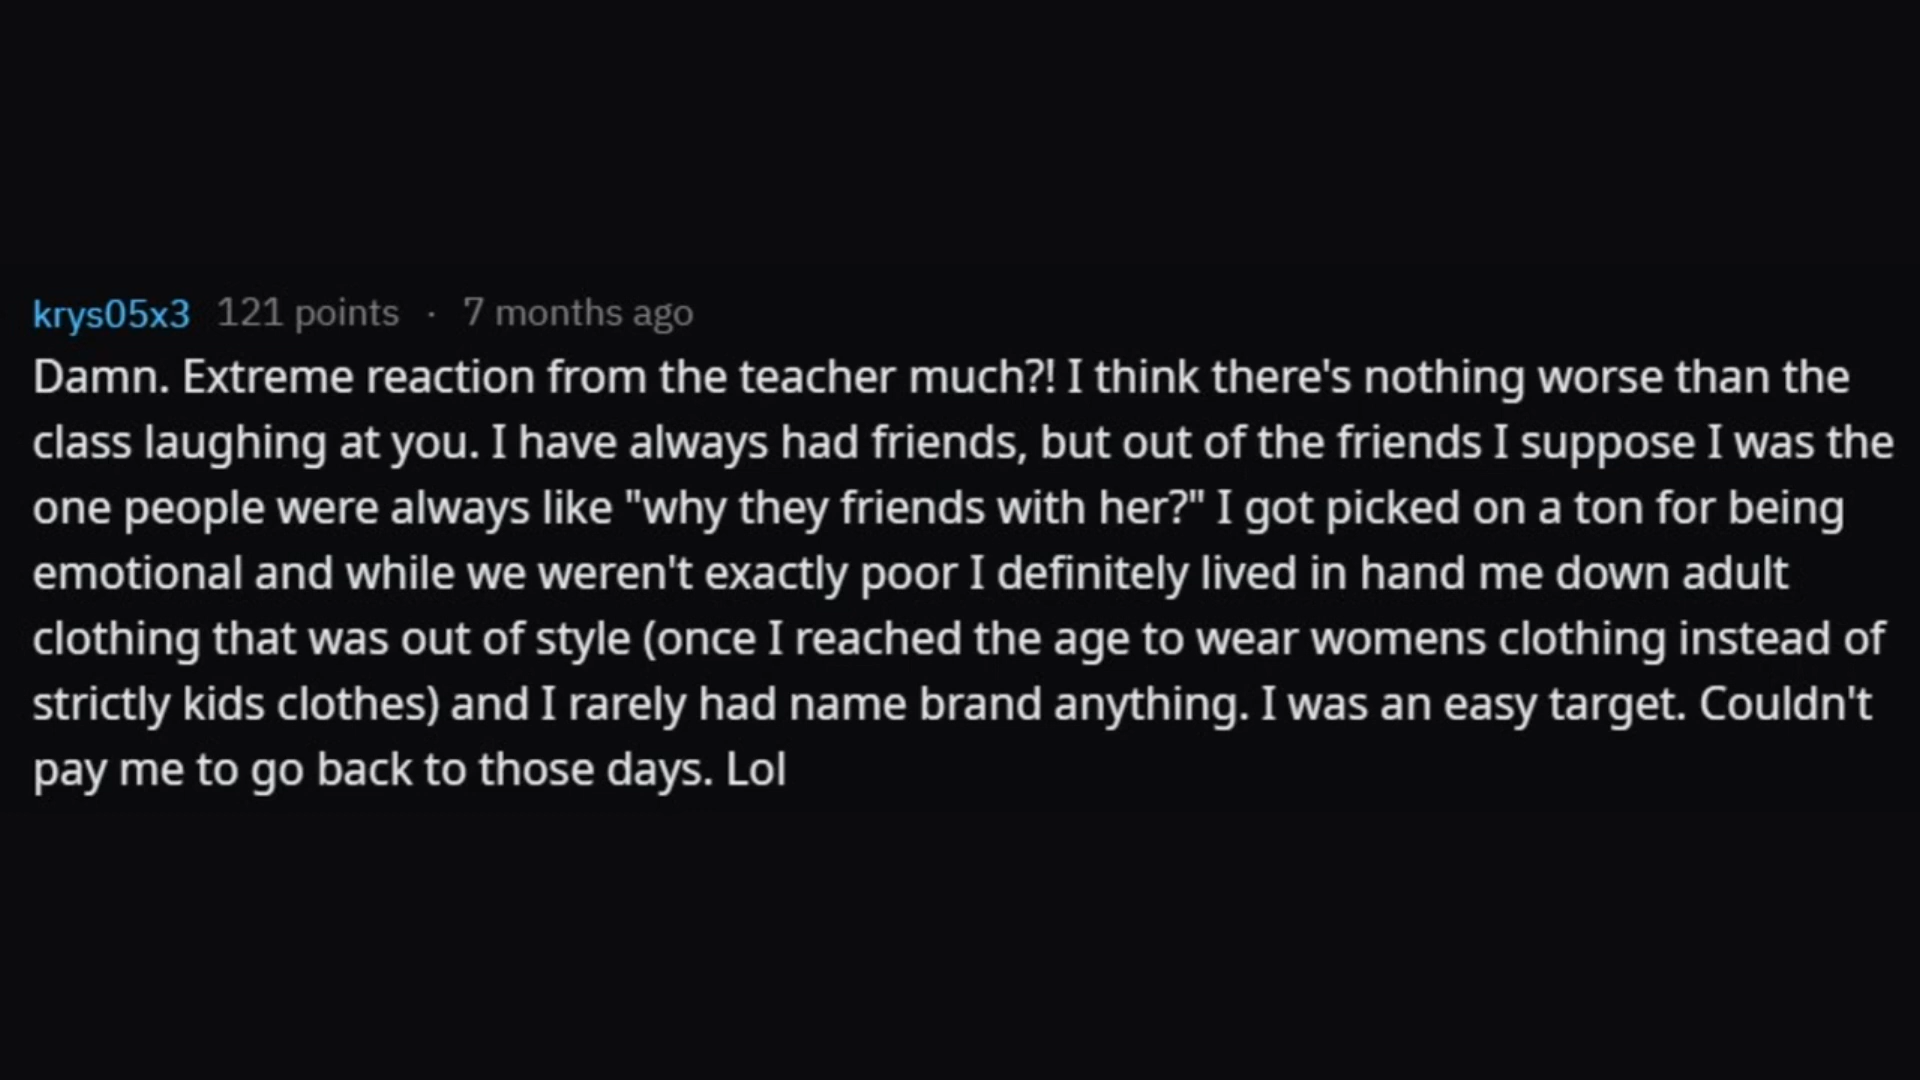 krys05x3 121 points · 7 months ago
Damn. Extreme reaction from the teacher much?! I think there's nothing worse than the
class laughing at you. I have always had friends, but out of the friends I suppose I was the
one people were always like "why they friends with her?" I got picked on a ton for being
emotional and while we weren't exactly poor I definitely lived in hand me down adult
clothing that was out of style (once I reached the age to wear womens clothing instead of
strictly kids clothes) and I rarely had name brand anything. I was an easy target. Couldn't
pay me to go back to those days. Lol